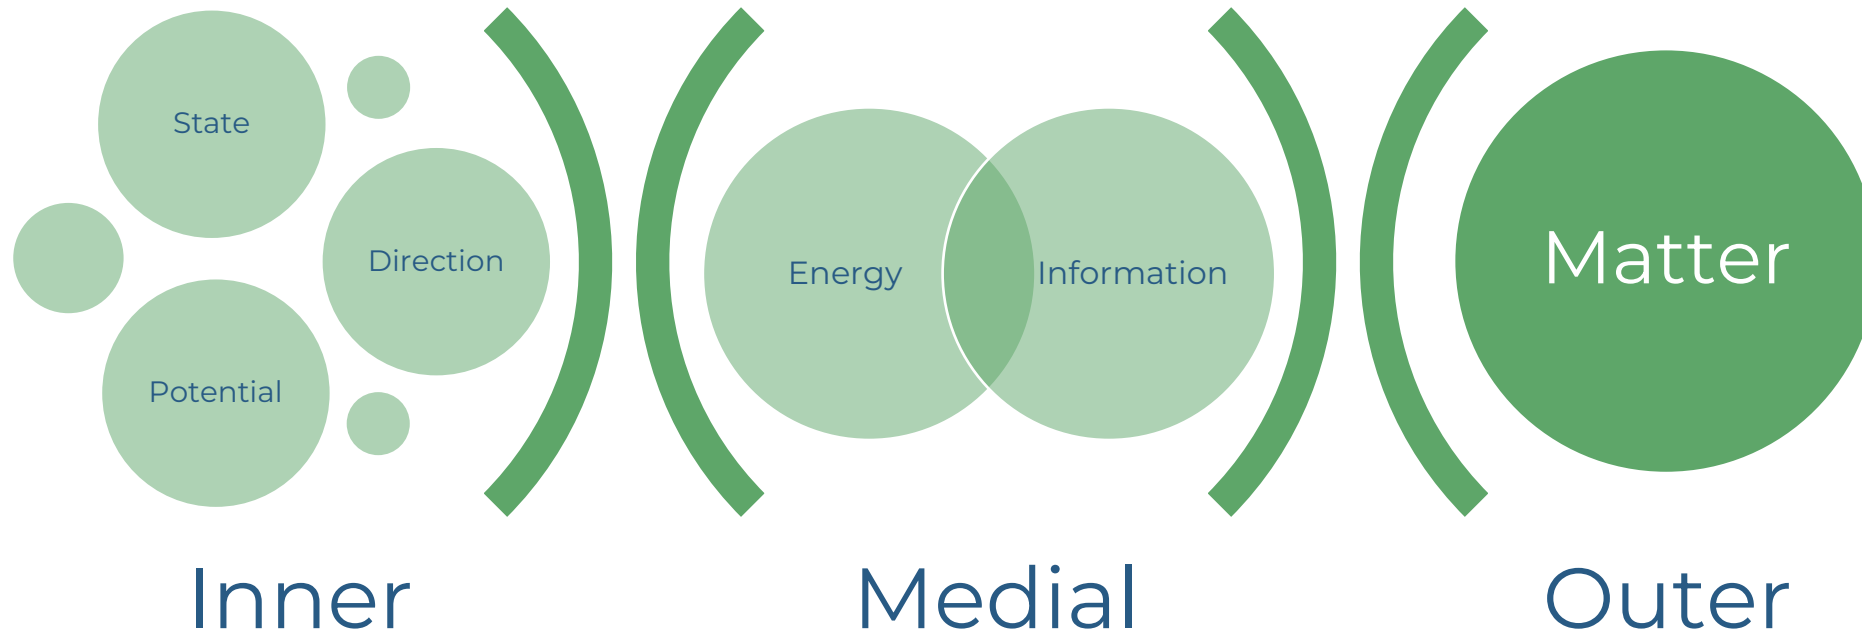 State
Direction
Potential
Energy
Information
Matter
Inner
Medial
Outer